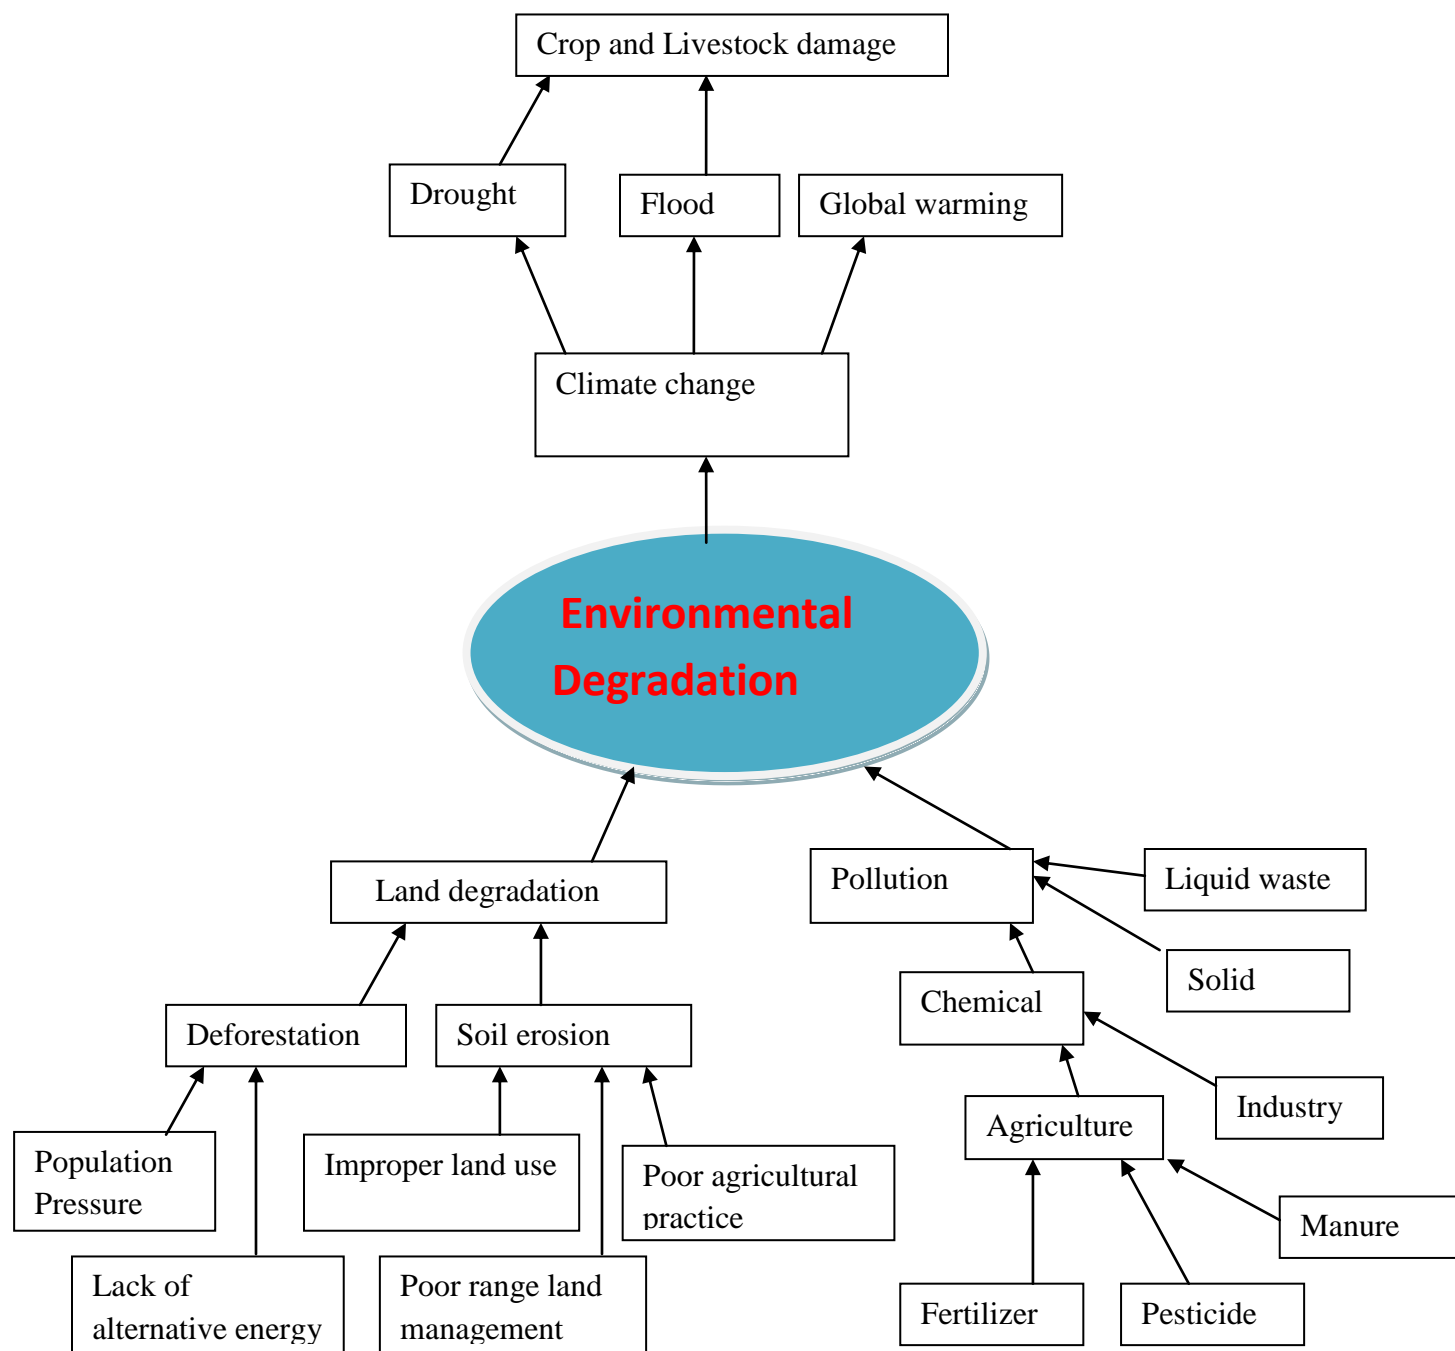 Crop and Livestock damage
Drought
Flood
Global warming
Climate change
Environmental
Degradation
Land degradation
Pollution
Liquid waste
Solid
Chemical
Deforestation
Soil erosion
Industry
Agriculture
Population
Pressure
Improper land use
Poor agricultural
practice
Manure
Lack of
alternative energy
Poor range land
management
Fertilizer
Pesticide